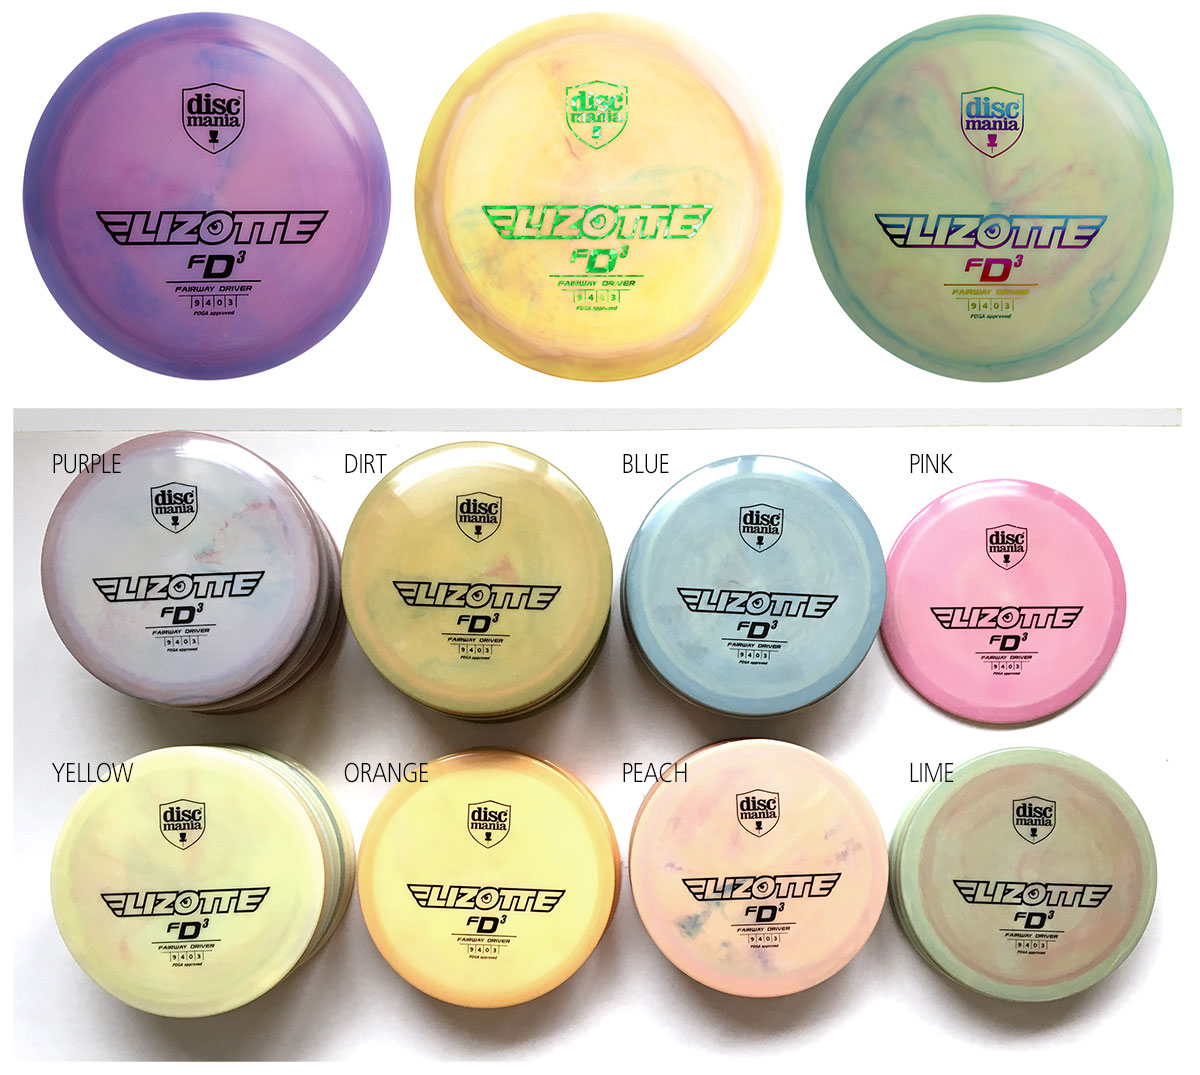 disc
mania
LIZOTTE
FD3
FAIRWAY DRIVER
9 4 0 3
PDGA approved
disc
mania
LIZOTTE
FD3
FAIRWAY DRIVER
9 4 0 3
PDGA approved
disc
mania
LIZOTTE
FD3
FAIRWAY DRIVER
9 4 0 3
PDGA approved
PURPLE
disc
mania
LIZOTTE
FD3
FAIRWAY DRIVER
9 4 0 3
PDGA approved
DIRT
disc
mania
LIZOTTE
FD3
FAIRWAY DRIVER
9 4 0 3
PDGA approved
BLUE
disc
mania
LIZOTTE
FD3
FAIRWAY DRIVER
9 4 0 3
PDGA approved
PINK
disc
mania
LIZOTTE
FD3
FAIRWAY DRIVER
9 4 0 3
PDGA approved
YELLOW
disc
mania
LIZOTTE
FD3
FAIRWAY DRIVER
9 4 0 3
PDGA approved
ORANGE
disc
mania
LIZOTTE
FD3
FAIRWAY DRIVER
9 4 0 3
PDGA approved
PEACH
disc
mania
LIZOTTE
FD3
FAIRWAY DRIVER
9 4 0 3
PDGA approved
LIME
disc
mania
LIZOTTE
FD3
FAIRWAY DRIVER
9 4 0 3
PDGA approved